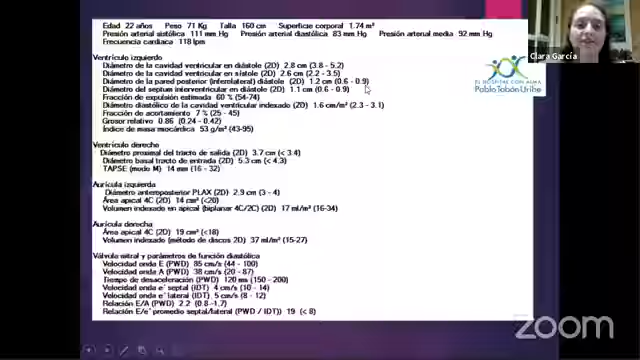 Edad 22 años Peso 71 Kg Talla 160 cm Superficie corporal 1.74 m²
Presión arterial sistólica 111 mm Hg Presión arterial diastólica 83 mm Hg Presión arterial media 92 mm Hg
Frecuencia cardiaca 118 lpm
Ventrículo izquierdo
Diámetro de la cavidad ventricular en diástole (2D) 2.8 cm (3.8 - 5.2)
Diámetro de la cavidad ventricular en sístole (2D) 2.6 cm (2.2 - 3.5)
Diámetro de la pared posterior (inferolateral) diástole (2D) 1.2 cm (0.6 - 0.9)
Diámetro del septum interventricular en diástole (2D) 1.1 cm (0.6 - 0.9)
Fracción de expulsión estimada 60 % (54-74)
Diámetro diastólico de la cavidad ventricular indexado (2D) 1.6 cm/m² (2.3 - 3.1)
Fracción de acortamiento 7 % (25 - 45)
Grosor relativo 0.86 (0.24 - 0.42)
Índice de masa miocárdica 53 g/m² (43-95)
Ventrículo derecho
Diámetro proximal del tracto de salida (2D) 3.7 cm (< 3.4)
Diámetro basal tracto de entrada (2D) 5.3 cm (< 4.3)
TAPSE (modo M) 14 mm (16 - 32)
Aurícula izquierda
Diámetro anteroposterior PLAX (2D) 2.9 cm (3 - 4)
Área apical 4C (2D) 14 cm² (<20)
Volumen indexado en apical (biplanar 4C/2C) (2D) 17 ml/m² (16-34)
Aurícula derecha
Área apical 4C (2D) 19 cm² (<18)
Volumen indexado (método de discos 2D) 37 ml/m² (15-27)
Válvula mitral y parámetros de función diastólica
Velocidad onda E (PWD) 85 cm/s (44 - 100)
Velocidad onda A (PWD) 38 cm/s (20 - 87)
Tiempo de desaceleración (PWD) 120 ms (150 - 200)
Velocidad onda e' septal (IDT) 4 cm/s (10 - 14)
Velocidad onda e' lateral (IDT) 5 cm/s (8 - 12)
Relación E/A (PWD) 2.2 (0.8 -1.7)
Relación E/e' promedio septal/lateral (PWD / IDT) 19 (< 8)
EL HOSPITAL CON ALMA
Pablo Tobón Uribe
Clara García
zoom